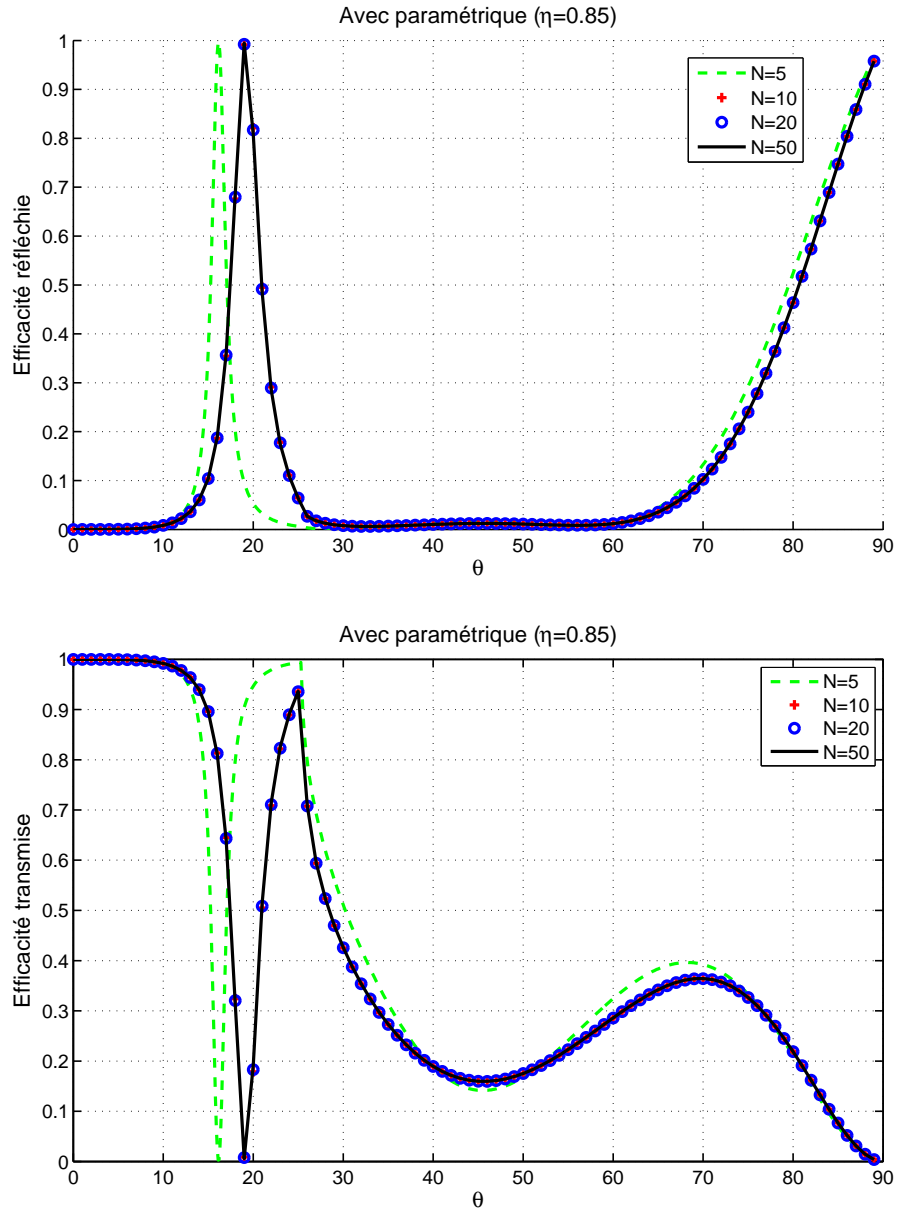 Avec paramétrique (η=0.85)
1
0.9
0.8
0.7
0.6
0.5
0.4
0.3
0.2
0.1
0
Efficacité réfléchie
N=5
N=10
N=20
N=50
0 10 20 30 40 50 60 70 80 90
θ
Avec paramétrique (η=0.85)
1
0.9
0.8
0.7
0.6
0.5
0.4
0.3
0.2
0.1
0
Efficacité transmise
N=5
N=10
N=20
N=50
0 10 20 30 40 50 60 70 80 90
θ